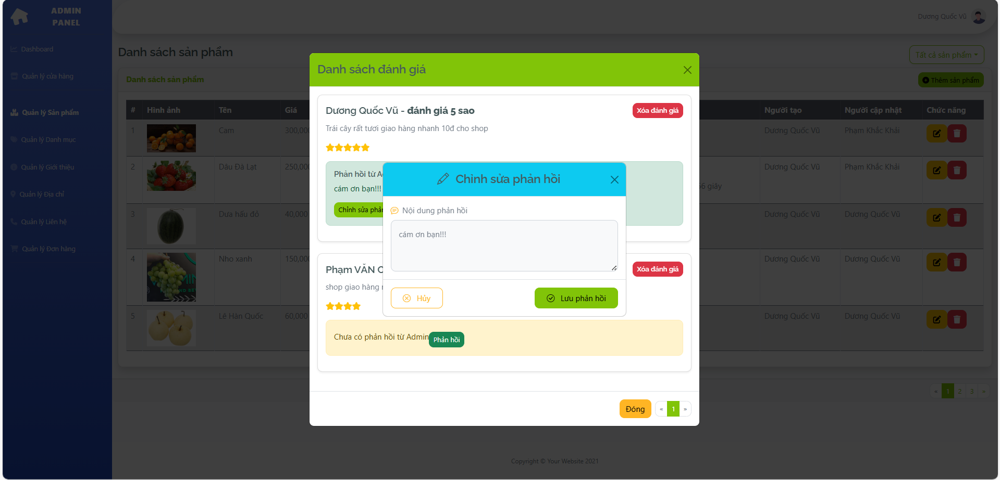 ADMIN
PANEL
Dashboard
Quản lý cửa hàng
Quản lý Sản phẩm
Quản lý Danh mục
Quản lý Giới thiệu
Quản lý Địa chỉ
Quản lý Liên hệ
Quản lý Đơn hàng
Dương Quốc Vũ
Danh sách sản phẩm
Tất cả sản phẩm
Danh sách sản phẩm
Thêm sản phẩm
# Hình ảnh Tên Giá Người tạo Người cập nhật Chức năng
1 Cam 300,000 Dương Quốc Vũ Phạm Khắc Khải
2 Dâu Đà Lạt 250,000 Dương Quốc Vũ Phạm Khắc Khải
56 giây
3 Dưa hấu đỏ 40,000 Dương Quốc Vũ Dương Quốc Vũ
4 Nho xanh 150,000 Dương Quốc Vũ Dương Quốc Vũ
5 Lê Hàn Quốc 60,000 Dương Quốc Vũ Dương Quốc Vũ
« 1 2 3 »
Danh sách đánh giá
Dương Quốc Vũ - đánh giá 5 sao
Xóa đánh giá
Trái cây rất tươi giao hàng nhanh 10đ cho shop
Phản hồi từ A
cám ơn bạn!!!
Chỉnh sửa phản
Phạm VĂN
Xóa đánh giá
shop giao hàng
Chưa có phản hồi từ Admin
Phản hồi
Đóng
« 1 »
Chỉnh sửa phản hồi
Nội dung phản hồi
cám ơn bạn!!!
Hủy
Lưu phản hồi
Copyright © Your Website 2021